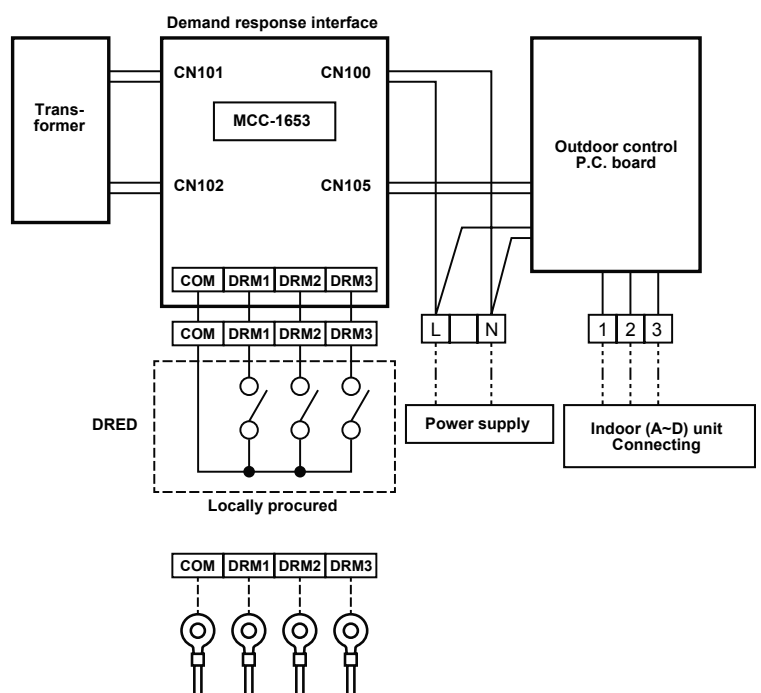 Demand response interface
CN101 CN100
Trans-
former
MCC-1653
Outdoor control
P.C. board
CN102 CN105
COM DRM1 DRM2 DRM3
COM DRM1 DRM2 DRM3
L N
1 2 3
DRED
Power supply
Indoor (A~D) unit
Connecting
Locally procured
COM DRM1 DRM2 DRM3